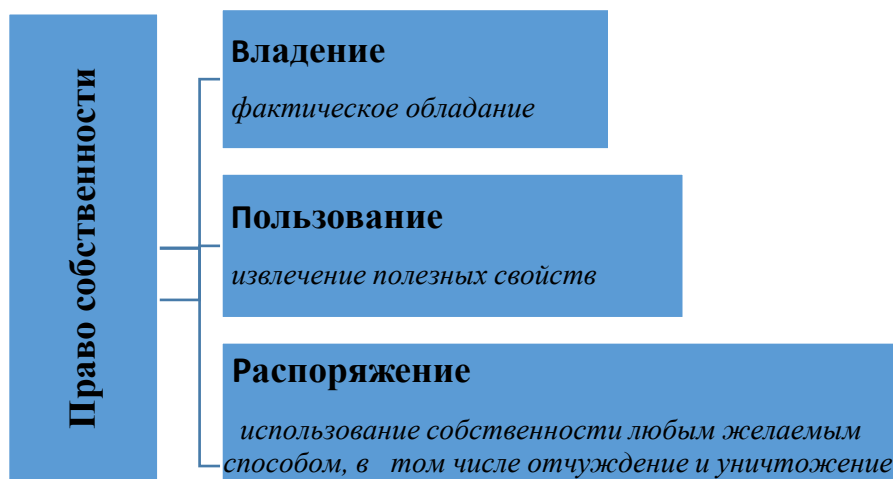 Право собственности
Владение
фактическое обладание
Пользование
извлечение полезных свойств
Распоряжение
использование собственности любым желаемым
способом, в том числе отчуждение и уничтожение